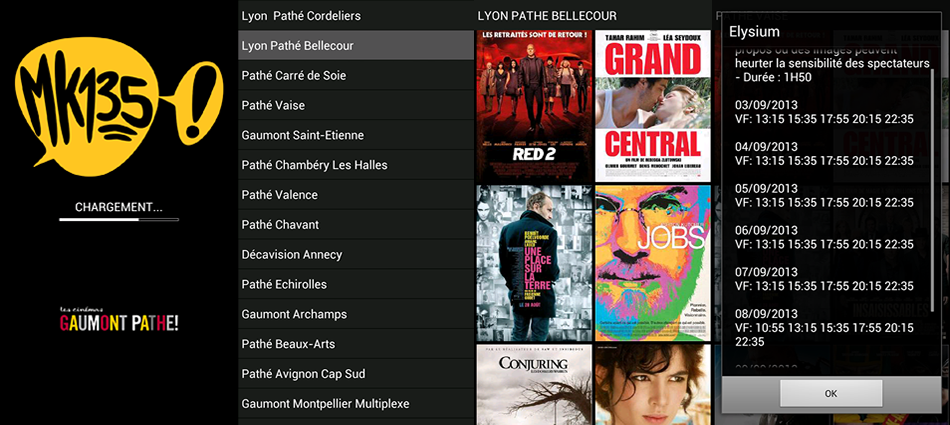 MK135-!
CHARGEMENT...
les cinémas
GAUMONT PATHE!
Lyon Pathé Cordeliers
Lyon Pathé Bellecour
Pathé Carré de Soie
Pathé Vaise
Gaumont Saint-Etienne
Pathé Chambéry Les Halles
Pathé Valence
Pathé Chavant
Décavision Annecy
Pathé Echirolles
Gaumont Archamps
Pathé Beaux-Arts
Pathé Avignon Cap Sud
Gaumont Montpellier Multiplexe
LYON PATHE BELLECOUR
LES RETRAITÉS SONT DE RETOUR !
RED 2
TAHAR RAHIM LÉA SEYDOUX
GRAND
CENTRAL
UN FILM DE REBECCA ZLOTOWSKI
BENOÎT POELVOORDE
UNE
PLACE
SUR
LA
TERRE
JOBS
CONJURING
PATHE VAISE
Elysium
propos ou des images peuvent
heurter la sensibilité des spectateurs
- Durée : 1H50
03/09/2013
VF: 13:15 15:35 17:55 20:15 22:35
04/09/2013
VF: 13:15 15:35 17:55 20:15 22:35
05/09/2013
VF: 13:15 15:35 17:55 20:15 22:35
06/09/2013
VF: 13:15 15:35 17:55 20:15 22:35
07/09/2013
VF: 13:15 15:35 17:55 20:15 22:35
08/09/2013
VF: 10:55 13:15 15:35 17:55 20:15
22:35
OK